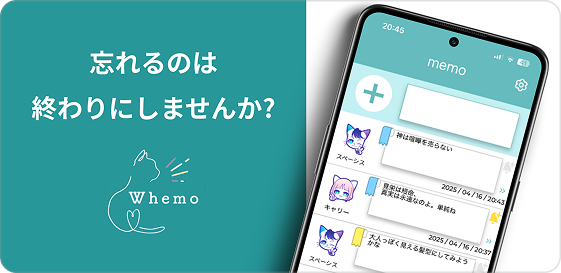 忘れるのは
終わりにしませんか?
Whemo
20:45
memo
神は喧嘩を売らない
スペーシス
2025 / 04 / 16 / 20:43
見栄は短命、
真実は永遠なのよ。単純ね
キャリー
2025 / 04 / 16 / 20:37
大人っぽく見える髪型にしてみよう
かな
スペーシス